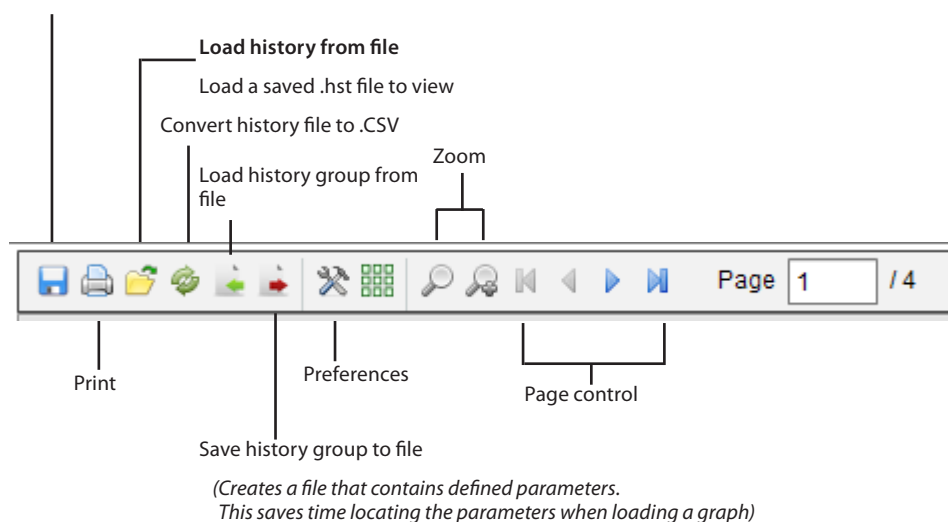 Load history from file
Load a saved .hst file to view
Convert history file to .CSV
Zoom
Load history group from
file
Page 1 / 4
Print
Preferences
Page control
Save history group to file
(Creates a file that contains defined parameters.
This saves time locating the parameters when loading a graph)